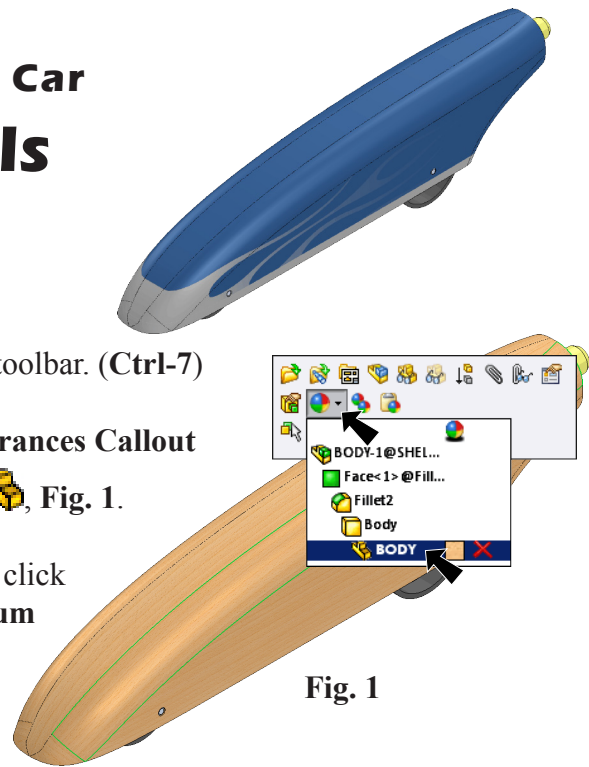 Car
ls
toolbar. (Ctrl-7)
rances Callout
, Fig. 1.
click
um
BODY-1@SHEL...
Face<1>@Fill...
Fillet2
Body
BODY
Fig. 1